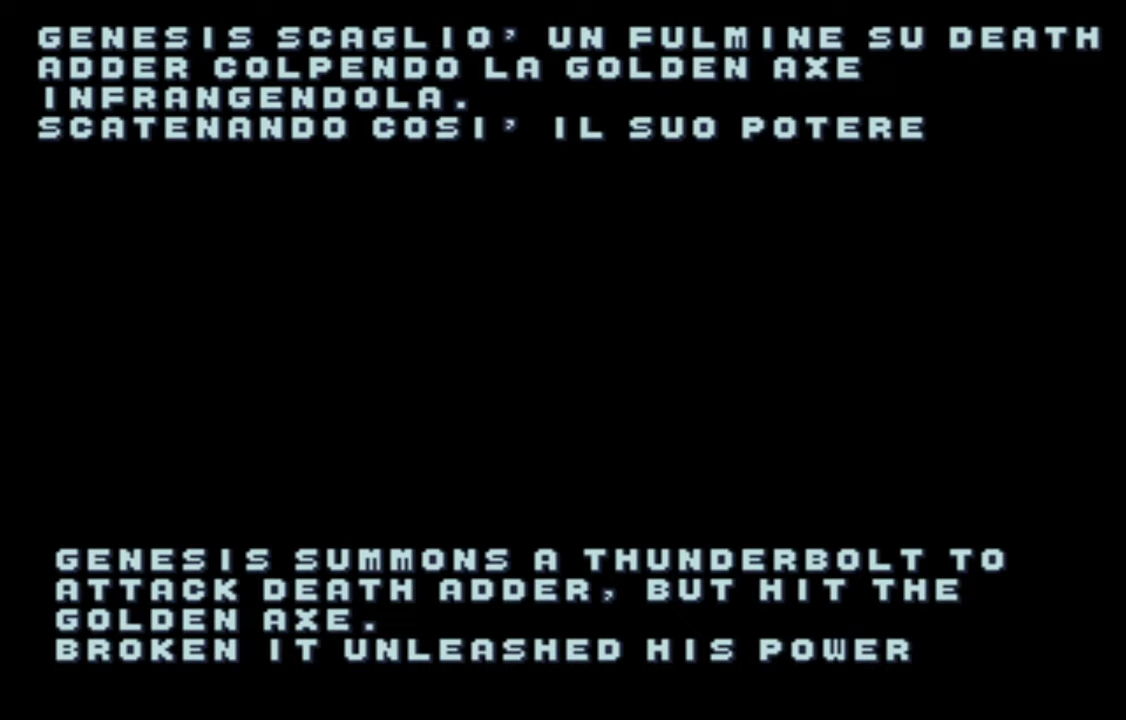 GENESIS SCAGLIO' UN FULMINE SU DEATH
ADDER COLPENDO LA GOLDEN AXE
INFRANGENDOLA.
SCATENANDO COSI' IL SUO POTERE
GENESIS SUMMONS A THUNDERBOLT TO
ATTACK DEATH ADDER, BUT HIT THE
GOLDEN AXE.
BROKEN IT UNLEASHED HIS POWER